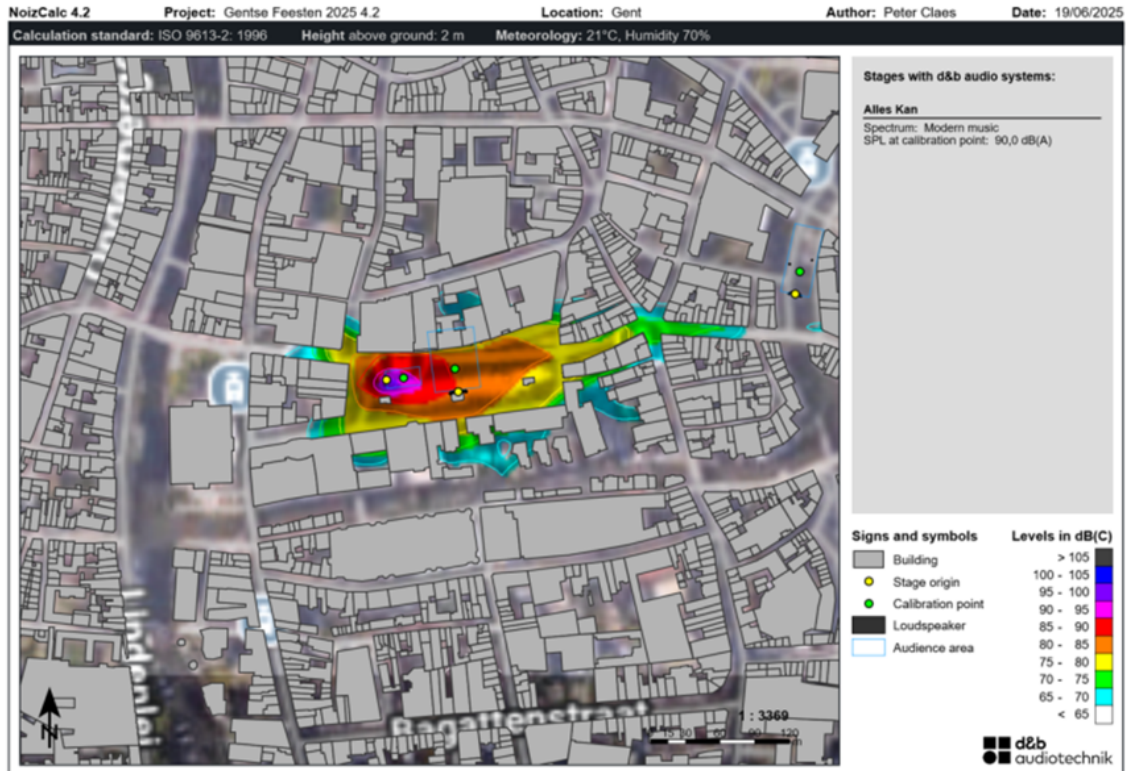 NoizCalc 4.2 Project: Gentse Feesten 2025 4.2 Location: Gent Author: Peter Claes Date: 19/06/2025
Calculation standard: ISO 9613-2: 1996 Height above ground: 2 m Meteorology: 21°C, Humidity 70%
Stages with d&b audio systems:
Alles Kan
Spectrum: Modern music
SPL at calibration point: 90,0 dB(A)
Signs and symbols
Building
Stage origin
Calibration point
Loudspeaker
Audience area
Levels in dB(C)
> 105
100 - 105
95 - 100
90 - 95
85 - 90
80 - 85
75 - 80
70 - 75
65 - 70
< 65
Bagattenstraat
1 : 3369
N
d&b
audiotechnik